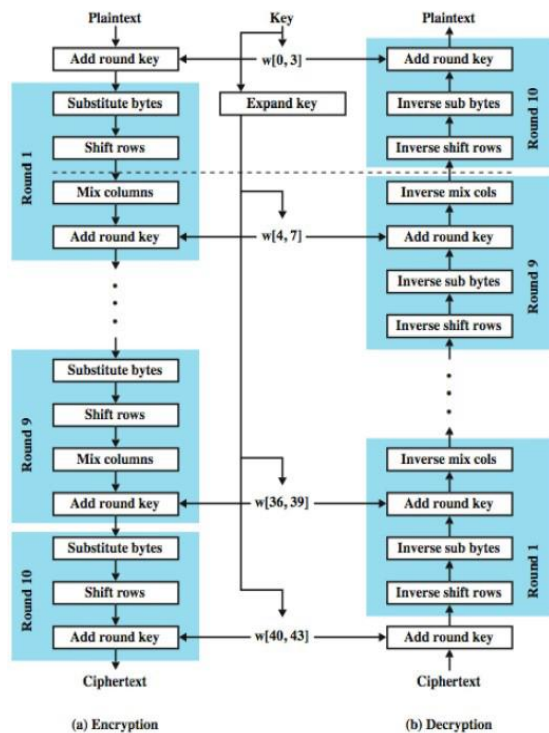 Plaintext
Key
Plaintext
Add round key
w[0, 3]
Add round key
Substitute bytes
Expand key
Inverse sub bytes
Shift rows
Inverse shift rows
Round 1
Round 10
Mix columns
Inverse mix cols
Add round key
w[4, 7]
Add round key
Inverse sub bytes
Inverse shift rows
Round 9
Substitute bytes
Shift rows
Mix columns
Inverse mix cols
Round 9
Add round key
w[36, 39]
Add round key
Substitute bytes
Inverse sub bytes
Shift rows
Inverse shift rows
Round 10
Round 1
Add round key
w[40, 43]
Add round key
Ciphertext
Ciphertext
(a) Encryption
(b) Decryption